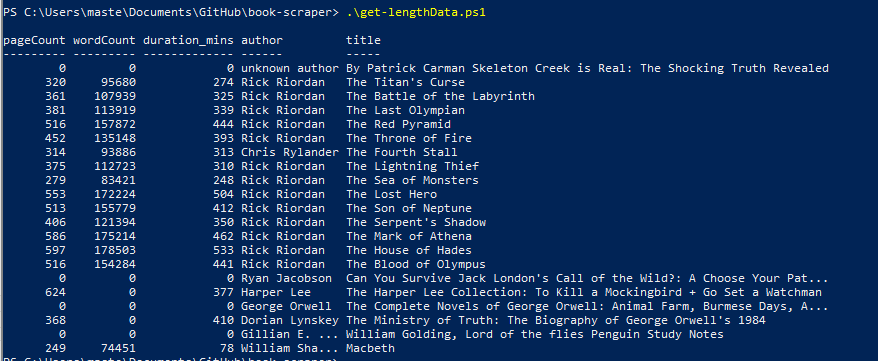 PS C:\Users\maste\Documents\GitHub\book-scraper> .\get-lengthData.ps1
pageCount wordCount duration_mins author title
--------- --------- ------------- ------ -----
0 0 0 unknown author By Patrick Carman Skeleton Creek is Real: The Shocking Truth Revealed
320 95680 274 Rick Riordan The Titan's Curse
361 107939 325 Rick Riordan The Battle of the Labyrinth
381 113919 339 Rick Riordan The Last Olympian
516 157872 444 Rick Riordan The Red Pyramid
452 135148 393 Rick Riordan The Throne of Fire
314 93886 313 Chris Rylander The Fourth Stall
375 112723 310 Rick Riordan The Lightning Thief
279 83421 248 Rick Riordan The Sea of Monsters
553 172224 504 Rick Riordan The Lost Hero
513 155779 412 Rick Riordan The Son of Neptune
406 121394 350 Rick Riordan The Serpent's Shadow
586 175214 462 Rick Riordan The Mark of Athena
597 178503 533 Rick Riordan The House of Hades
516 154284 441 Rick Riordan The Blood of Olympus
0 0 0 Ryan Jacobson Can You Survive Jack London's Call of the Wild?: A Choose Your Pat...
624 0 377 Harper Lee The Harper Lee Collection: To Kill a Mockingbird + Go Set a Watchman
0 0 0 George Orwell The Complete Novels of George Orwell: Animal Farm, Burmese Days, A...
368 0 410 Dorian Lynskey The Ministry of Truth: The Biography of George Orwell's 1984
0 0 0 Gillian E. ... William Golding, Lord of the flies Penguin Study Notes
249 74451 78 William Sha... Macbeth
PS C:\Users\maste\Documents\GitHub\book-scraper>